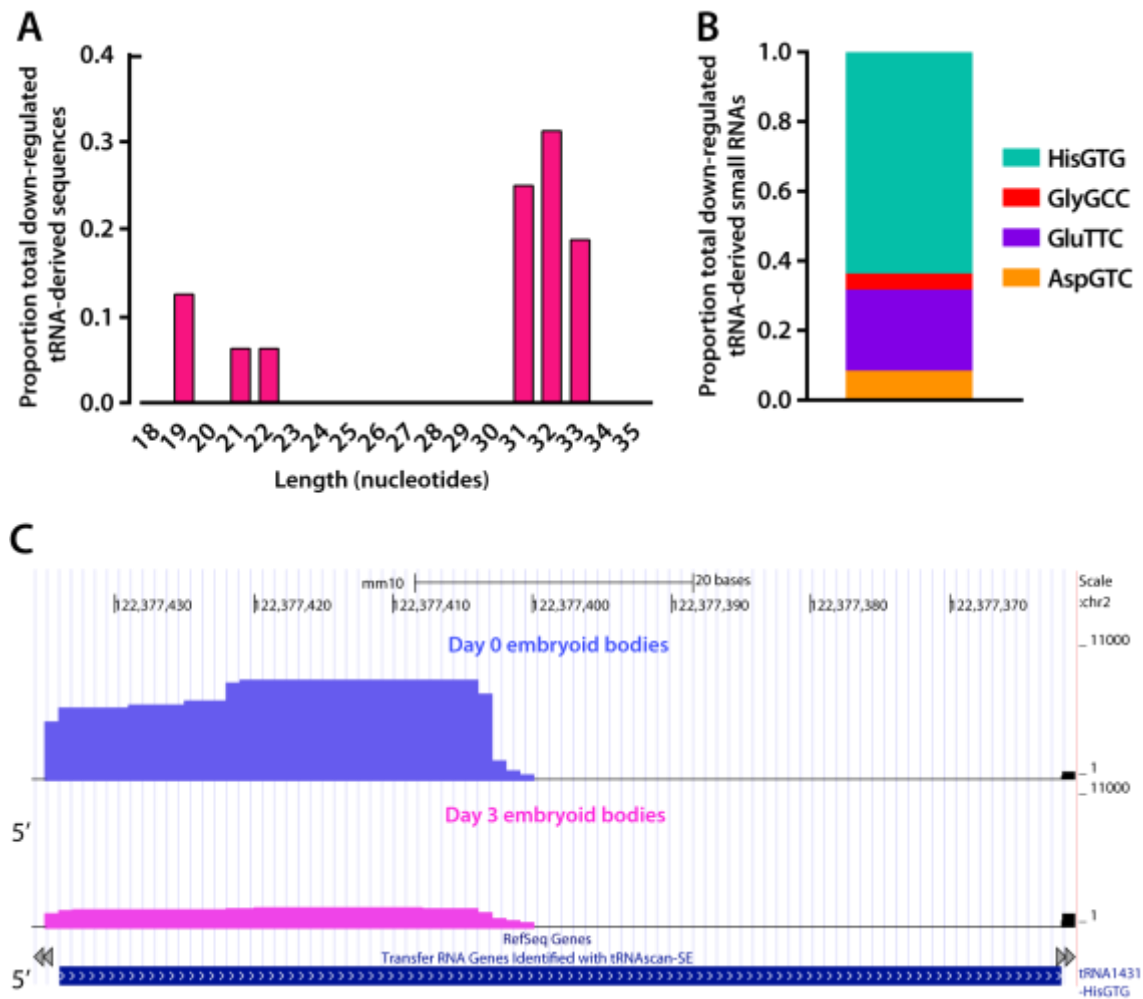 A
Proportion total down-regulated
tRNA-derived sequences
0.4
0.3
0.2
0.1
0.0
18 19 20 21 22 23 24 25 26 27 28 29 30 31 32 33 34 35
Length (nucleotides)
B
Proportion total down-regulated
tRNA-derived small RNAs
1.0
0.8
0.6
0.4
0.2
0.0
HisGTG
GlyGCC
GluTTC
AspGTC
C
mm10 20 bases Scale
122,377,430 122,377,420 122,377,410 122,377,400 122,377,390 122,377,380 122,377,370 :chr2
Day 0 embryoid bodies
_ 11000
_ 1
_ 11000
Day 3 embryoid bodies
5′
_ 1
RefSeq Genes
Transfer RNA Genes Identified with tRNAscan-SE
5′
tRNA1431
-HisGTG